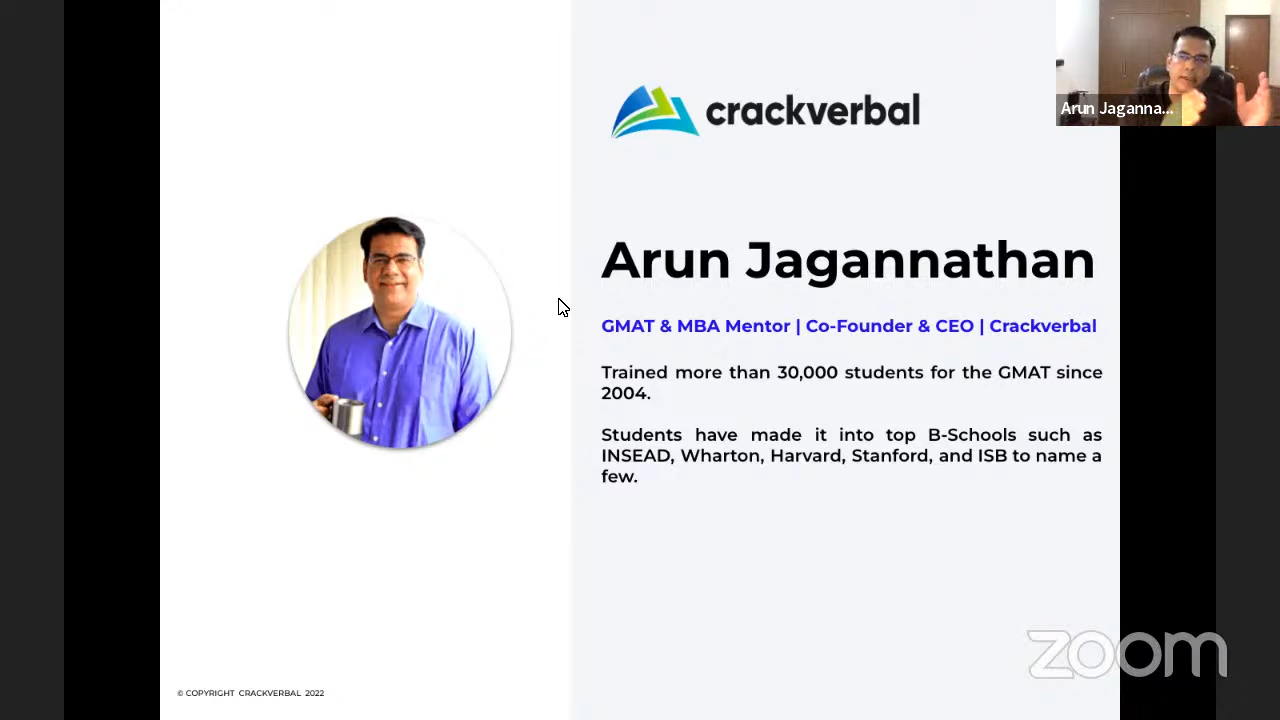 crackverbal
Arun Jaganna...
Arun Jagannathan
GMAT & MBA Mentor | Co-Founder & CEO | Crackverbal
Trained more than 30,000 students for the GMAT since
2004.
Students have made it into top B-Schools such as
INSEAD, Wharton, Harvard, Stanford, and ISB to name a
few.
zoom
© COPYRIGHT CRACKVERBAL 2022